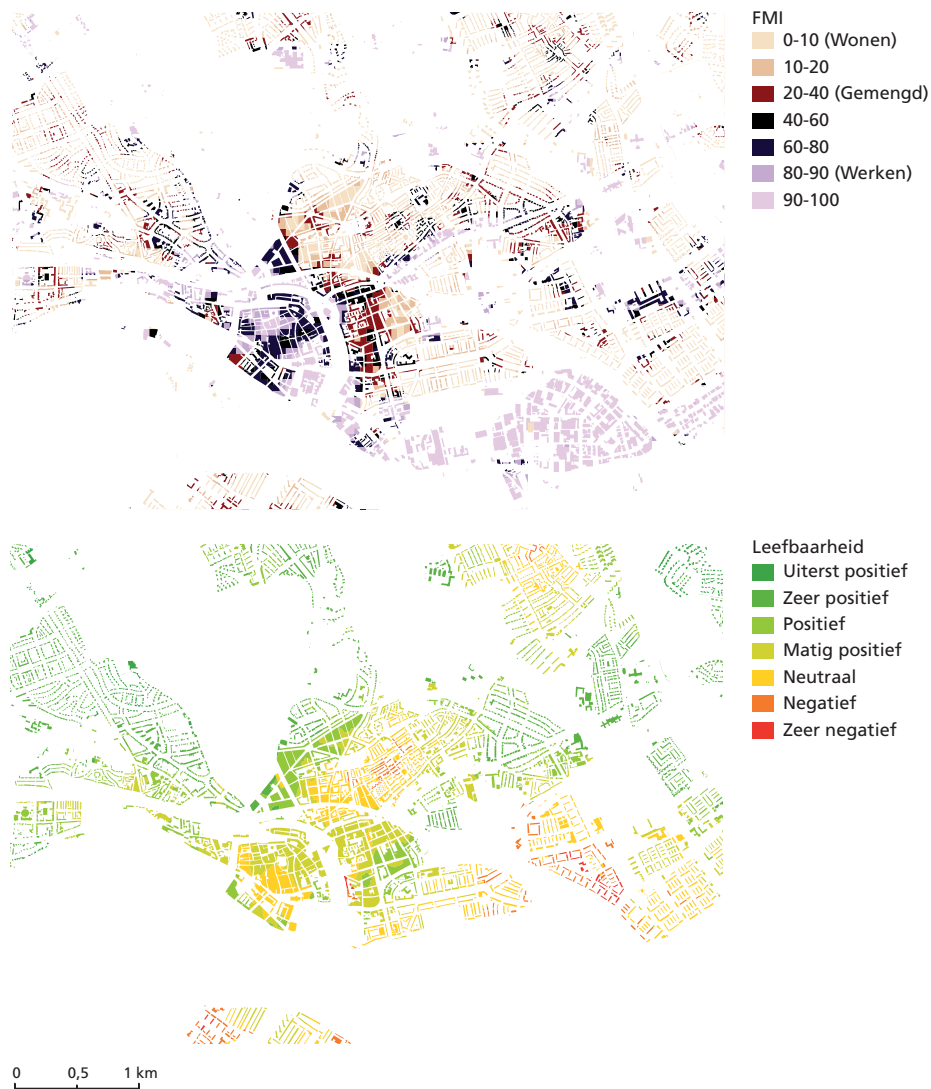 FMI
0-10 (Wonen)
10-20
20-40 (Gemengd)
40-60
60-80
80-90 (Werken)
90-100
Leefbaarheid
Uiterst positief
Zeer positief
Positief
Matig positief
Neutraal
Negatief
Zeer negatief
0 0,5 1 km